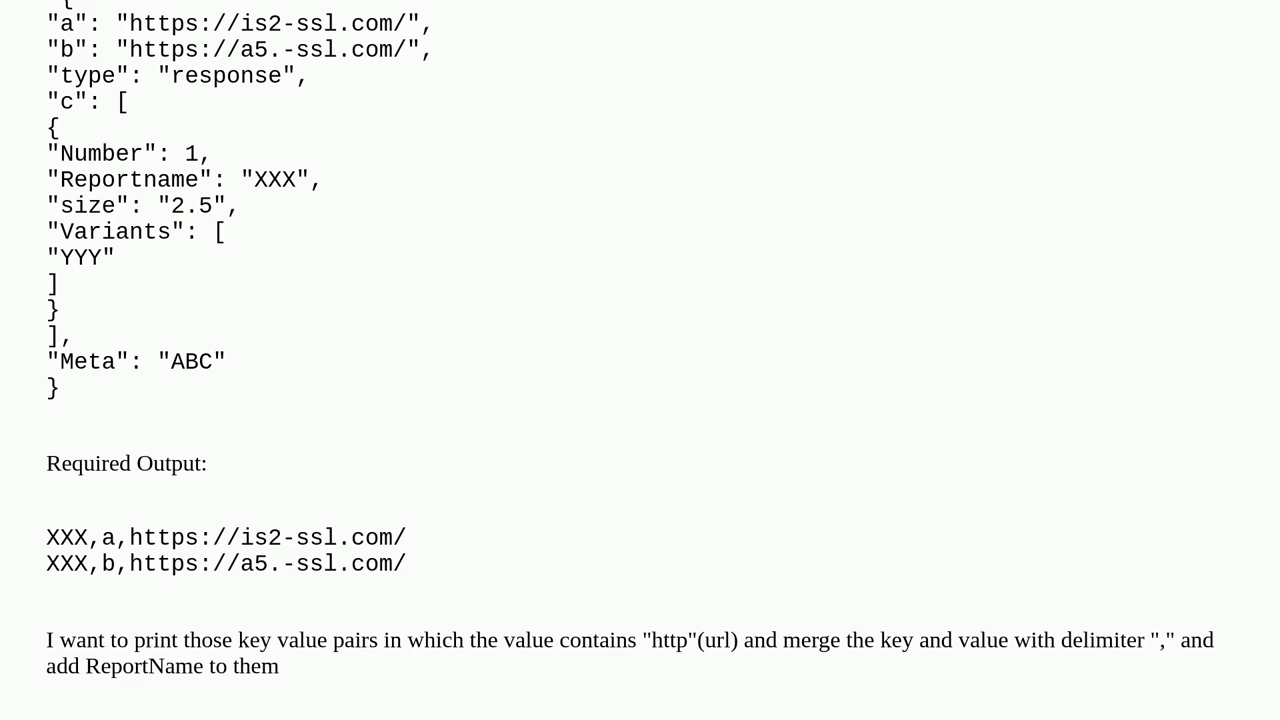 {
"a": "https://is2-ssl.com/",
"b": "https://a5.-ssl.com/",
"type": "response",
"c": [
{
"Number": 1,
"Reportname": "XXX",
"size": "2.5",
"Variants": [
"YYY"
]
}
],
"Meta": "ABC"
}
Required Output:
XXX,a,https://is2-ssl.com/
XXX,b,https://a5.-ssl.com/
I want to print those key value pairs in which the value contains "http"(url) and merge the key and value with delimiter "," and
add ReportName to them